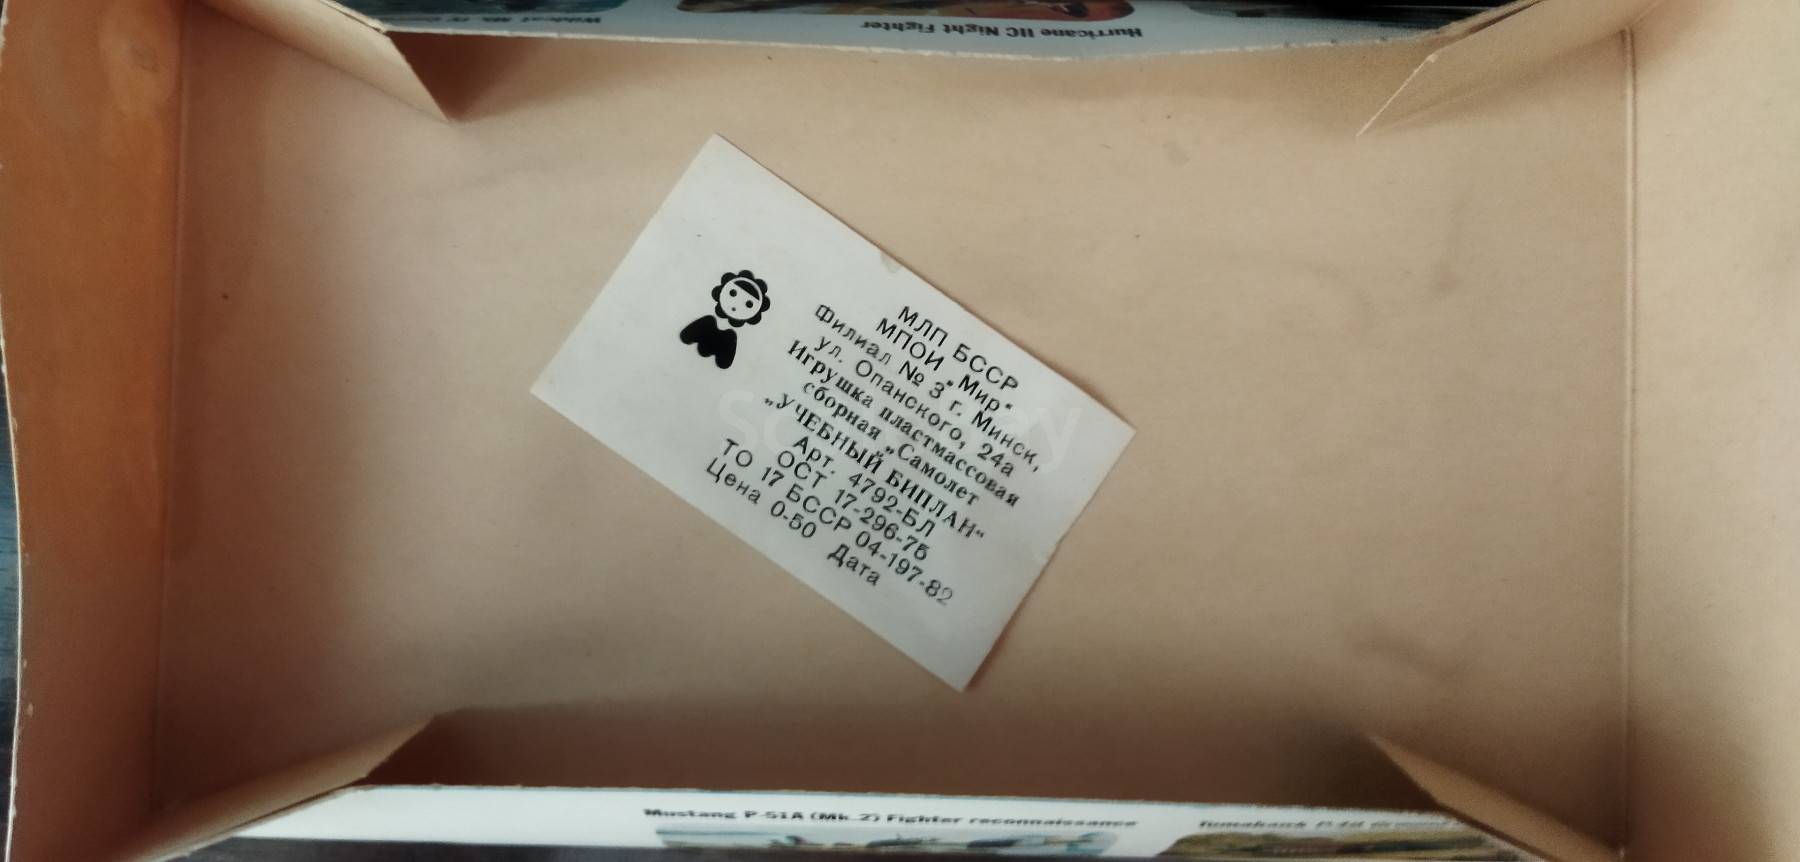 Hurricane IIC Night Fighter
МЛП БССР
МПОИ "Мир"
Филиал № 3 г. Минск,
ул. Опанского, 24а
Игрушка пластмассовая
сборная „Самолет
„УЧЕБНЫЙ БИПЛАН“
Арт. 4792-БЛ
ОСТ 17-296-75
ТО 17 БССР 04-197-82
Цена 0-50 Дата
Mustang P-51A (Mk.2) Fighter reconnaissance
Tomahawk